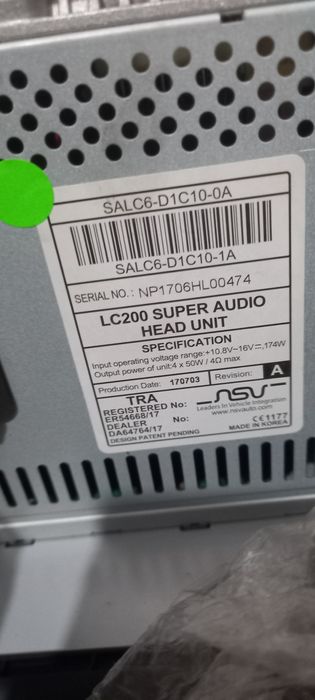 SALC6-D1C10-0A
SALC6-D1C10-1A
SERIAL NO. : NP1706HL00474
LC200 SUPER AUDIO
HEAD UNIT
SPECIFICATION
Input operating voltage range:+10.8V~16V⎓,174W
Output power of unit:4 x 50W / 4Ω max
Production Date: 170703 Revision: A
TRA
REGISTERED No:
ER54668/17
DEALER No:
DA64764/17
DESIGN PATENT PENDING
nsv
Leaders In Vehicle Integration
www.nsvauto.com
CE1177
MADE IN KOREA